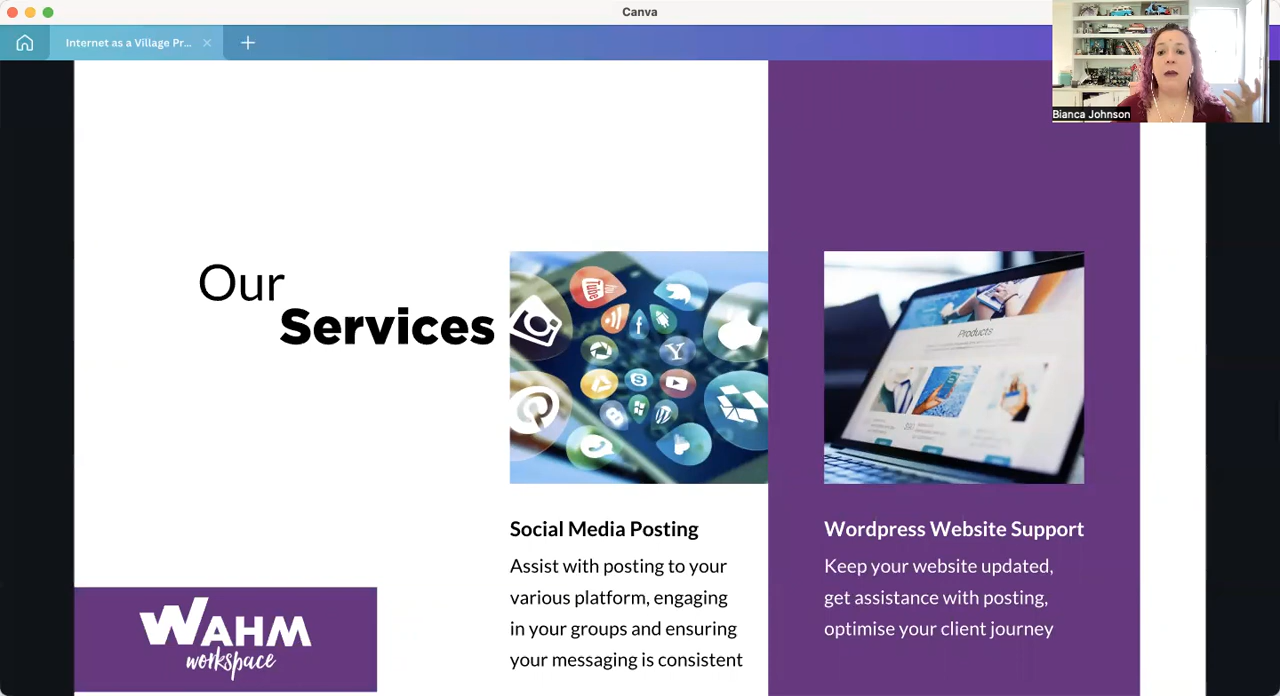 Canva
Internet as a Village Pr...
Bianca Johnson
Our
Services
Tube
Products
Social Media Posting
Assist with posting to your
various platform, engaging
in your groups and ensuring
your messaging is consistent
Wordpress Website Support
Keep your website updated,
get assistance with posting,
optimise your client journey
WAHM
workspace